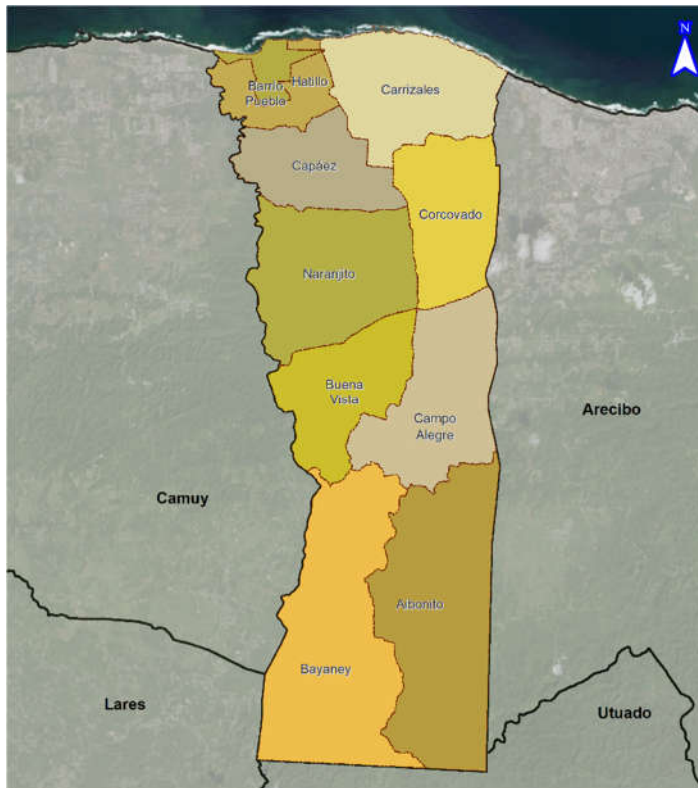 N
Carrizales
Hatillo
Barrio
Pueblo
Capáez
Corcovado
Naranjito
Buena
Vista
Campo
Alegre
Arecibo
Camuy
Aibonito
Bayaney
Lares
Utuado